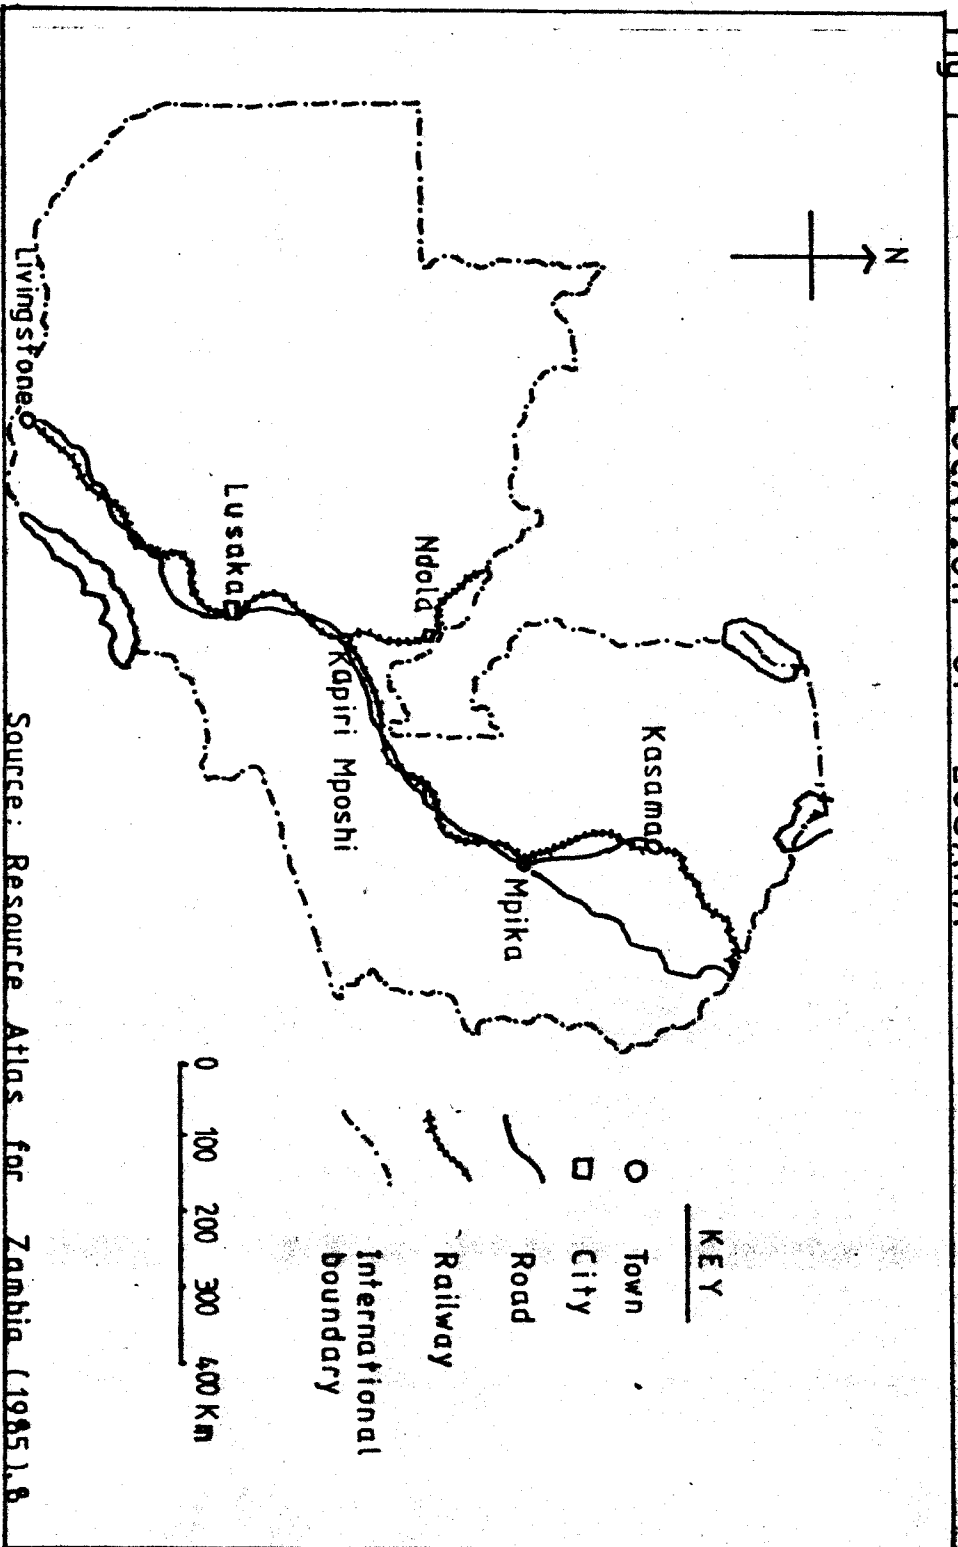 N
Livingstone
Lusaka
Ndola
Kapiri Mposhi
Kasama
Mpika
KEY
Town
City
Road
Railway
International
boundary
0 100 200 300 400 Km
Source: Resource Atlas for Zambia (1985).8